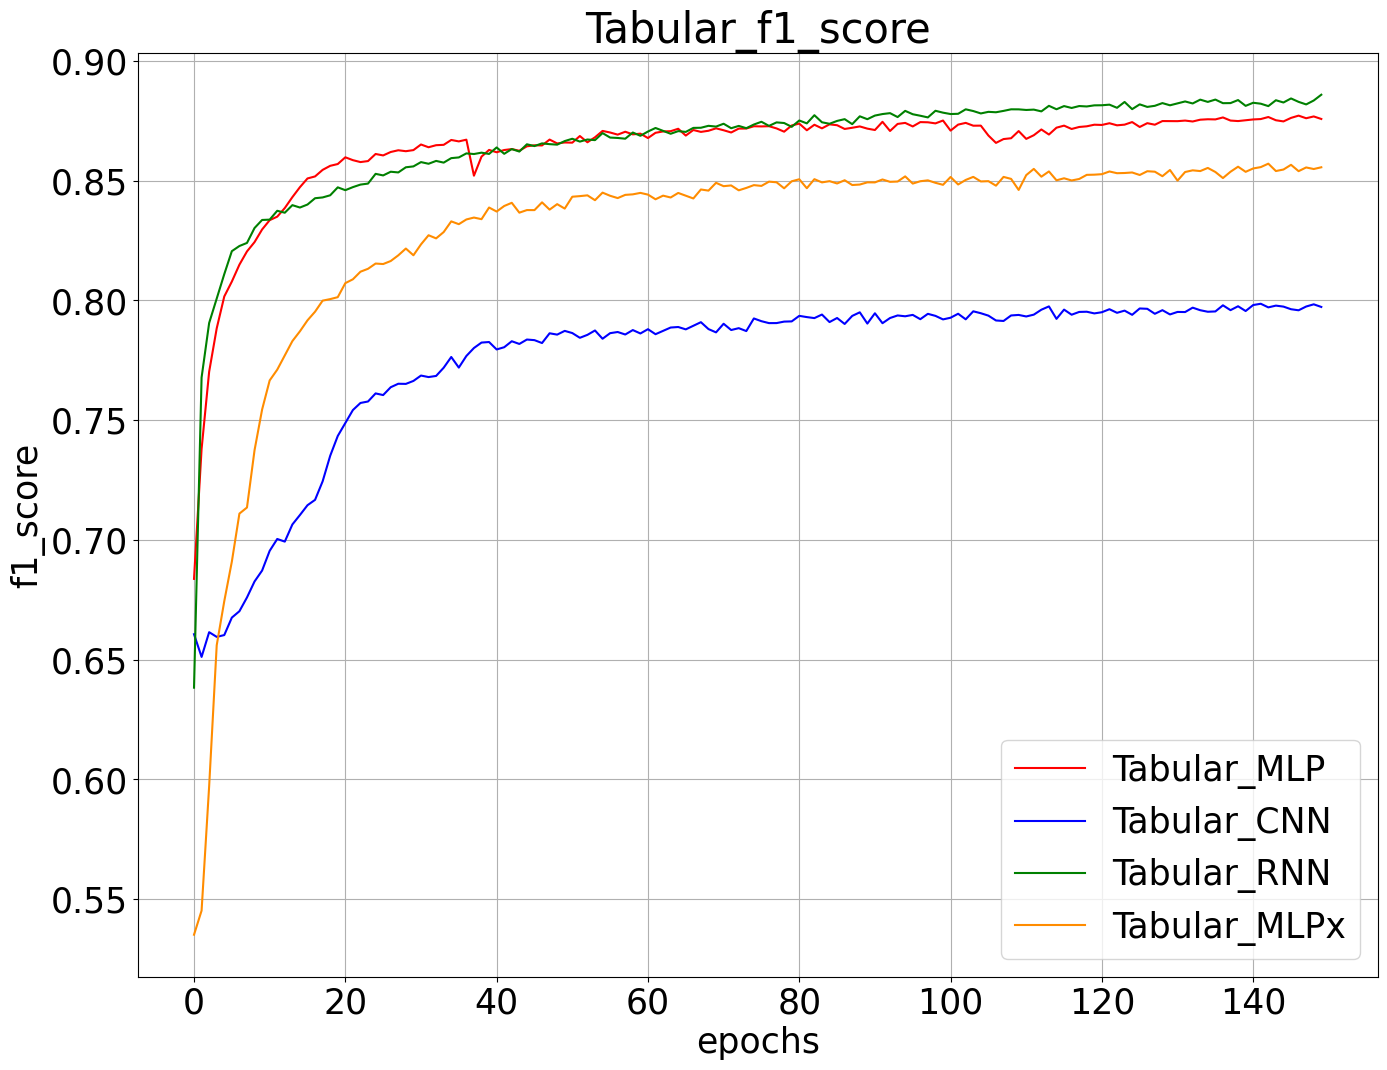 Tabular_f1_score
0.90
0.85
0.80
0.75
0.70
0.65
0.60
0.55
f1_score
0 20 40 60 80 100 120 140
epochs
Tabular_MLP
Tabular_CNN
Tabular_RNN
Tabular_MLPx